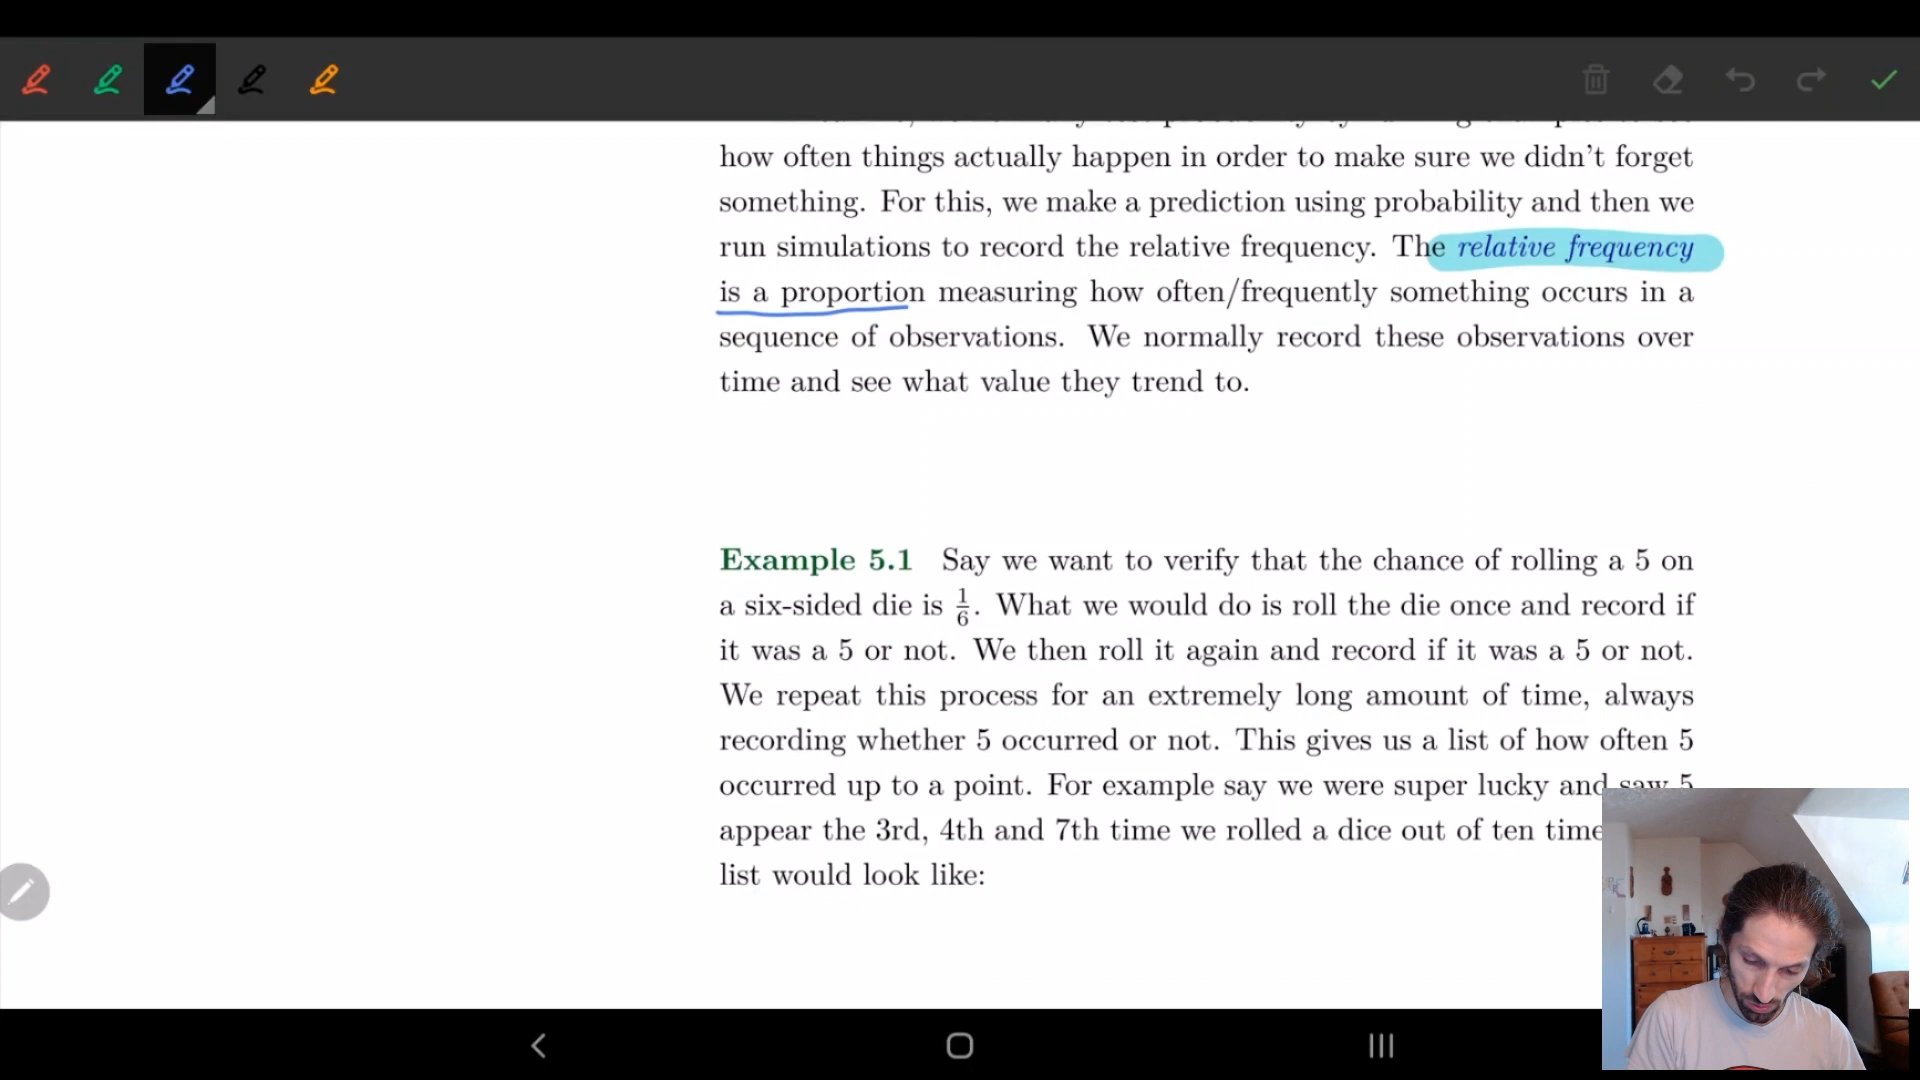 how often things actually happen in order to make sure we didn't forget
something. For this, we make a prediction using probability and then we
run simulations to record the relative frequency. The relative frequency
is a proportion measuring how often/frequently something occurs in a
sequence of observations. We normally record these observations over
time and see what value they trend to.
Example 5.1 Say we want to verify that the chance of rolling a 5 on
a six-sided die is 1/6. What we would do is roll the die once and record if
it was a 5 or not. We then roll it again and record if it was a 5 or not.
We repeat this process for an extremely long amount of time, always
recording whether 5 occurred or not. This gives us a list of how often 5
occurred up to a point. For example say we were super lucky and saw 5
appear the 3rd, 4th and 7th time we rolled a dice out of ten time
list would look like: